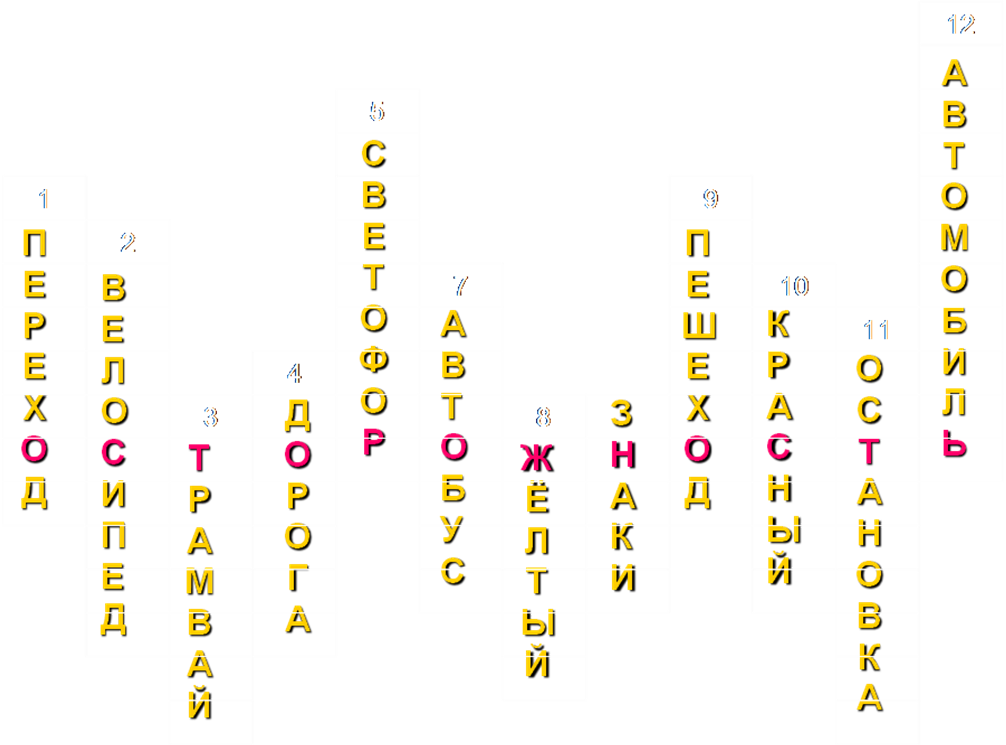 1
ПЕРЕХОД
2
ВЕЛОСИПЕД
3
ТРАМВАЙ
4
ДОРОГА
5
СВЕТОФОР
7
АВТОБУС
8
ЖЁЛТЫЙ
ЗНАКИ
9
ПЕШЕХОД
10
КРАСНЫЙ
11
ОСТАНОВКА
12
АВТОМОБИЛЬ